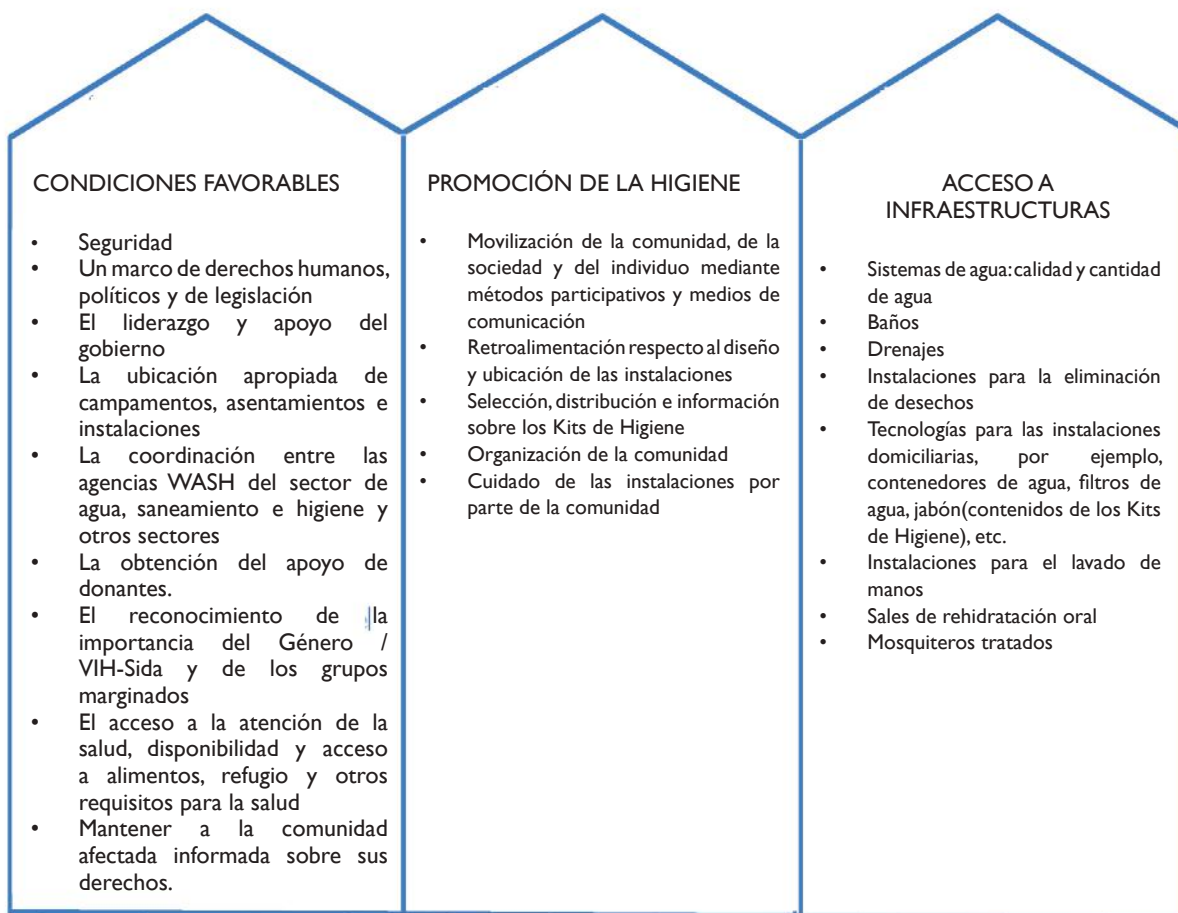 CONDICIONES FAVORABLES
• Seguridad
• Un marco de derechos humanos,
políticos y de legislación
• El liderazgo y apoyo del
gobierno
• La ubicación apropiada de
campamentos, asentamientos e
instalaciones
• La coordinación entre las
agencias WASH del sector de
agua, saneamiento e higiene y
otros sectores
• La obtención del apoyo de
donantes.
• El reconocimiento de la
importancia del Género /
VIH-Sida y de los grupos
marginados
• El acceso a la atención de la
salud, disponibilidad y acceso
a alimentos, refugio y otros
requisitos para la salud
• Mantener a la comunidad
afectada informada sobre sus
derechos.
PROMOCIÓN DE LA HIGIENE
• Movilización de la comunidad, de la
sociedad y del individuo mediante
métodos participativos y medios de
comunicación
• Retroalimentación respecto al diseño
y ubicación de las instalaciones
• Selección, distribución e información
sobre los Kits de Higiene
• Organización de la comunidad
• Cuidado de las instalaciones por
parte de la comunidad
ACCESO A
INFRAESTRUCTURAS
• Sistemas de agua: calidad y cantidad
de agua
• Baños
• Drenajes
• Instalaciones para la eliminación
de desechos
• Tecnologías para las instalaciones
domiciliarias, por ejemplo,
contenedores de agua, filtros de
agua, jabón(contenidos de los Kits
de Higiene), etc.
• Instalaciones para el lavado de
manos
• Sales de rehidratación oral
• Mosquiteros tratados